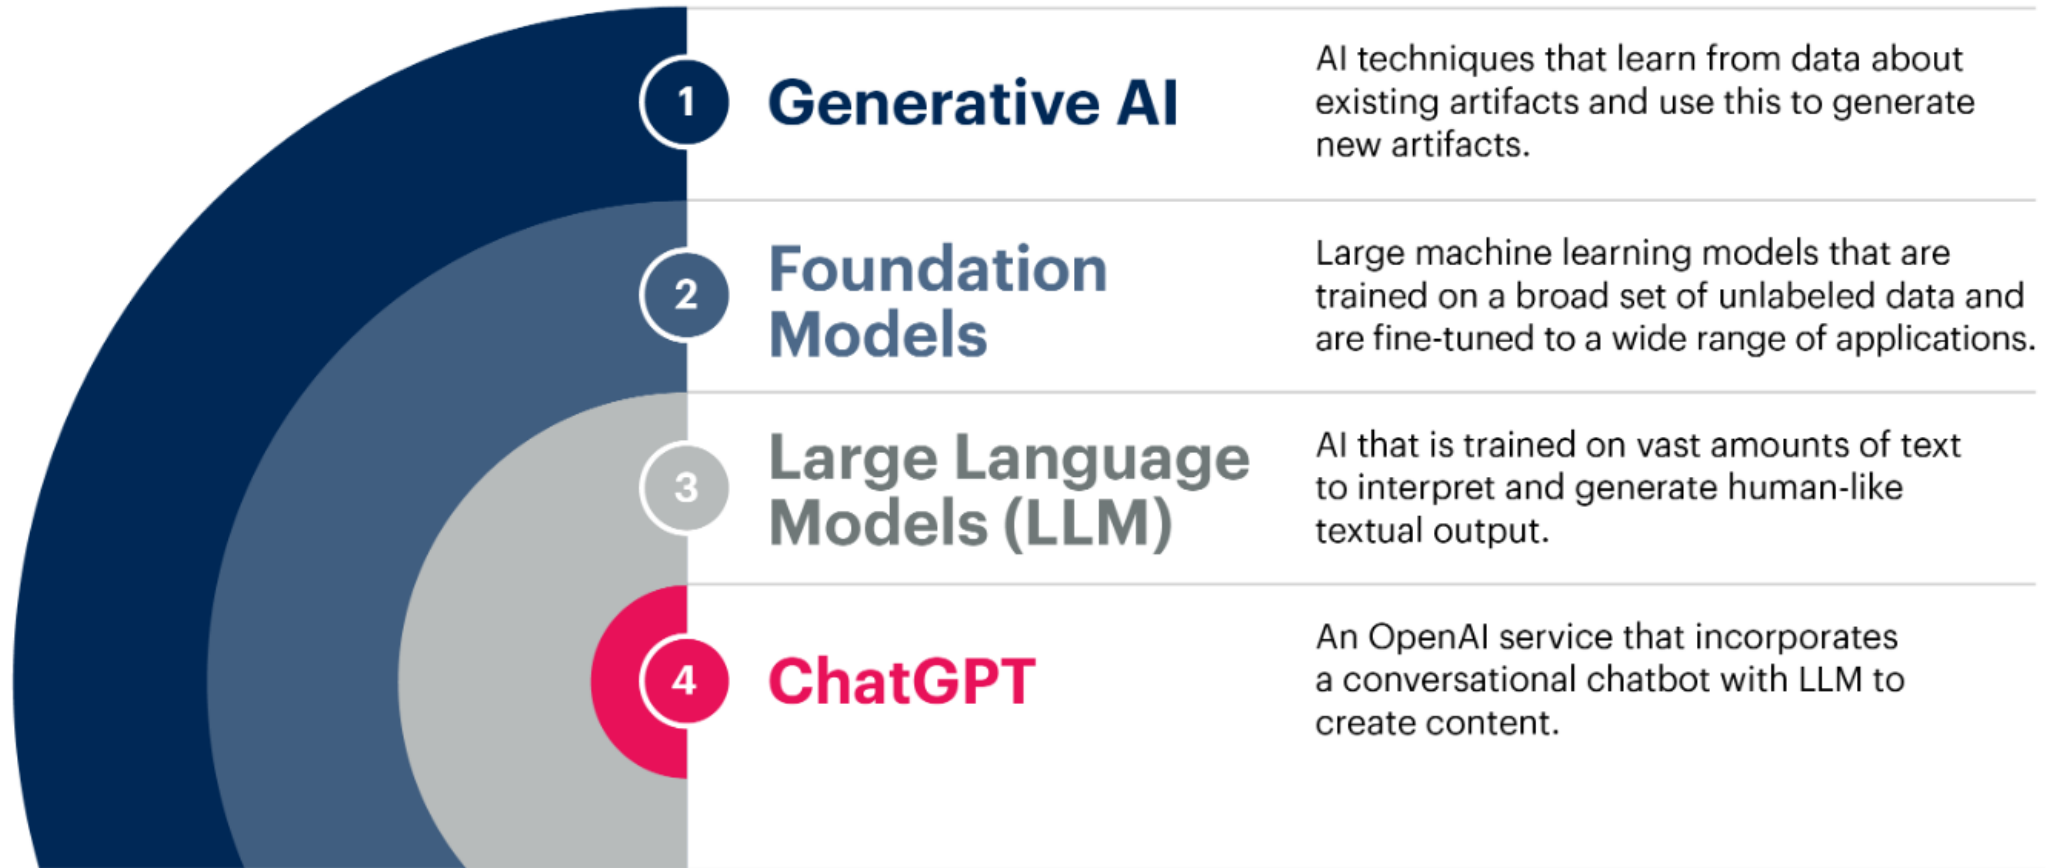 1
Generative AI
AI techniques that learn from data about
existing artifacts and use this to generate
new artifacts.
2
Foundation
Models
Large machine learning models that are
trained on a broad set of unlabeled data and
are fine-tuned to a wide range of applications.
3
Large Language
Models (LLM)
AI that is trained on vast amounts of text
to interpret and generate human-like
textual output.
4
ChatGPT
An OpenAI service that incorporates
a conversational chatbot with LLM to
create content.